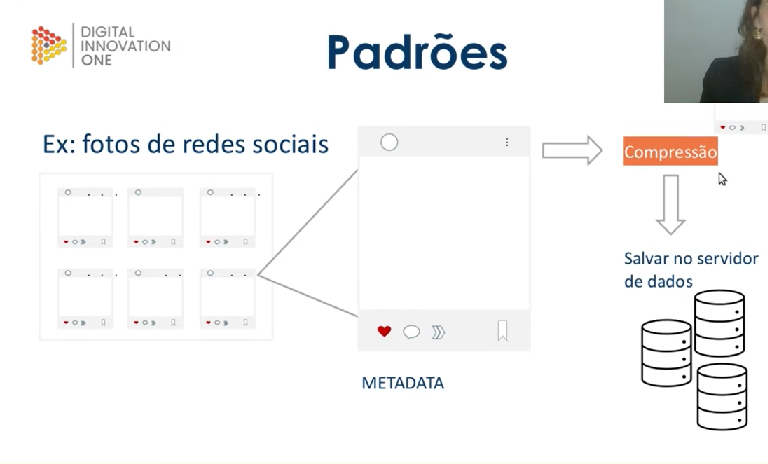 DIGITAL
INNOVATION
ONE
Padrões
Ex: fotos de redes sociais
Compressão
Salvar no servidor
de dados
METADATA